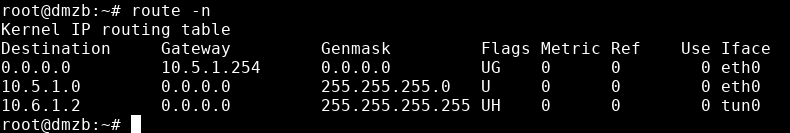 root@dmzb:~# route -n
Kernel IP routing table
Destination     Gateway         Genmask         Flags Metric Ref    Use Iface
0.0.0.0         10.5.1.254      0.0.0.0         UG    0      0        0 eth0
10.5.1.0        0.0.0.0         255.255.255.0   U     0      0        0 eth0
10.6.1.2        0.0.0.0         255.255.255.255 UH    0      0        0 tun0
root@dmzb:~#